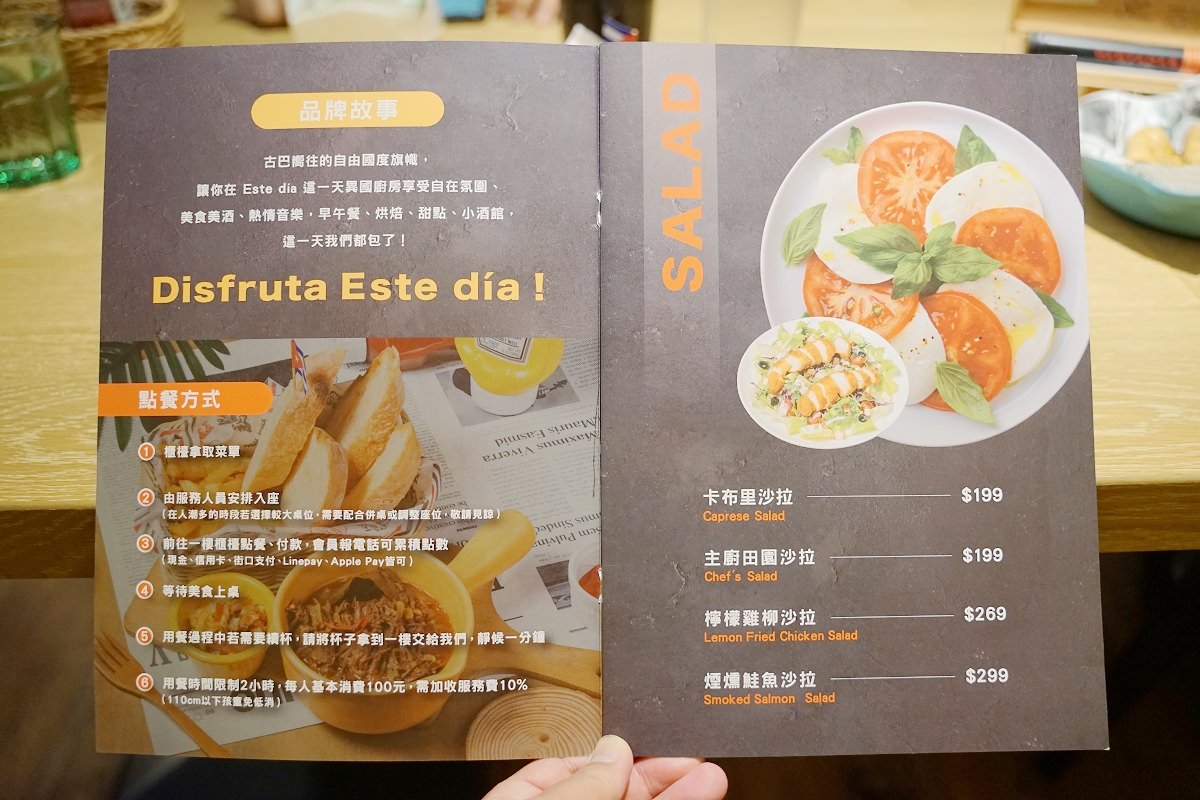 品牌故事
古巴嚮往的自由國度旗幟，
讓你在 Este día 這一天異國廚房享受自在氛圍、
美食美酒、熱情音樂，早午餐、烘焙、甜點、小酒館，
這一天我們都包了！
Disfruta Este día !
點餐方式
1 櫃檯拿取菜單
2 由服務人員安排入座
（在人潮多的時段若選擇較大桌位，需要配合併桌或調整座位，敬請見諒）
3 前往一樓櫃檯點餐、付款，會員報電話可累積點數
（現金、信用卡、街口支付、Linepay、Apple Pay皆可）
4 等待美食上桌
5 用餐過程中若需要續杯，請將杯子拿到一樓交給我們，靜候一分鐘
6 用餐時間限制2小時，每人基本消費100元，需加收服務費10%
（110cm以下孩童免低消）
Maximus Viverra
Mauris Euismd
SALAD
卡布里沙拉 $199
Caprese Salad
主廚田園沙拉 $199
Chef's Salad
檸檬雞柳沙拉 $269
Lemon Fried Chicken Salad
煙燻鮭魚沙拉 $299
Smoked Salmon Salad